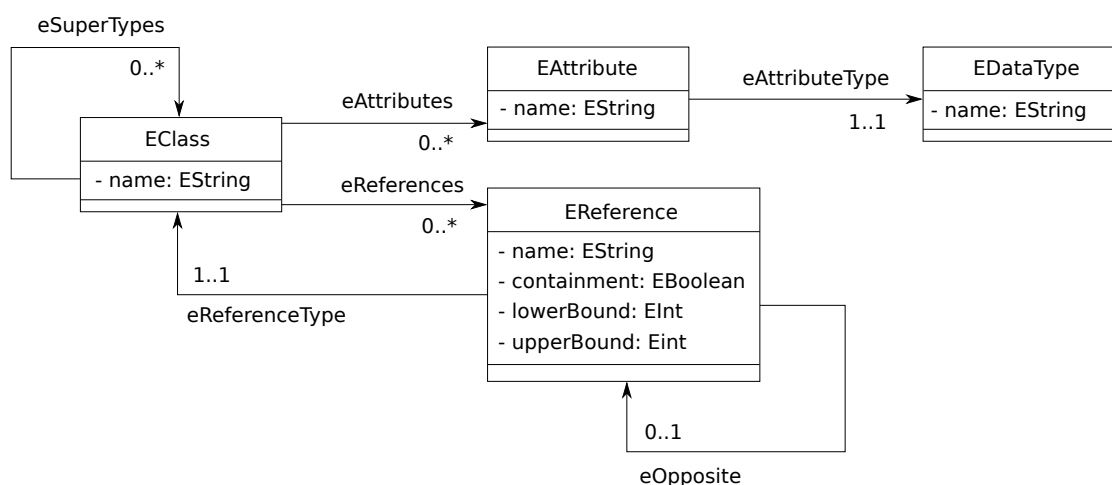 eSuperTypes
0..*
EClass
- name: EString
eAttributes
0..*
EAttribute
- name: EString
eAttributeType
1..1
EDataType
- name: EString
eReferences
0..*
EReference
- name: EString
- containment: EBoolean
- lowerBound: EInt
- upperBound: Eint
1..1
eReferenceType
0..1
eOpposite